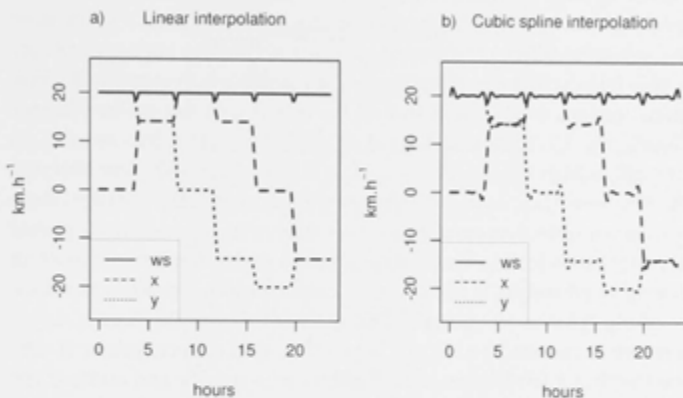 a) Linear interpolation
20
10
0
-10
-20
km.h⁻¹
ws
x
y
0 5 10 15 20
hours
b) Cubic spline interpolation
20
10
0
-10
-20
km.h⁻¹
ws
x
y
0 5 10 15 20
hours